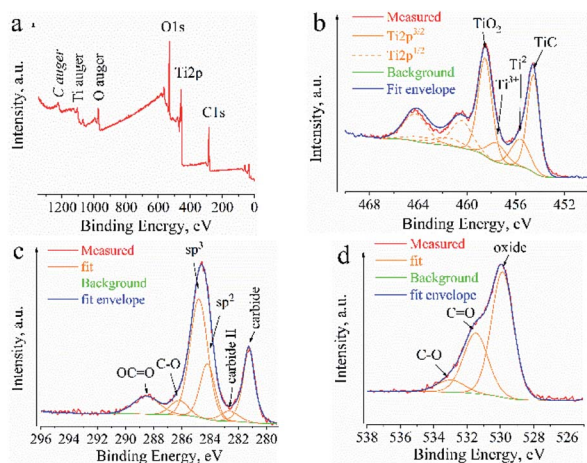 a
O1s
Ti2p
C1s
C auger
Ti auger
O auger
Intensity, a.u.
1200 1000 800 600 400 200 0
Binding Energy, eV
b
Measured
Ti2p3/2
Ti2p1/2
Background
Fit envelope
TiO2
Ti3+
Ti2
TiC
Intensity, a.u.
468 464 460 456 452
Binding Energy, eV
c
Measured
fit
Background
fit envelope
sp3
sp2
OC=O
C-O
carbide II
carbide
Intensity, a.u.
296 294 292 290 288 286 284 282 280
Binding Energy, eV
d
Measured
fit
Background
fit envelope
oxide
C=O
C-O
Intensity, a.u.
538 536 534 532 530 528 526
Binding Energy, eV